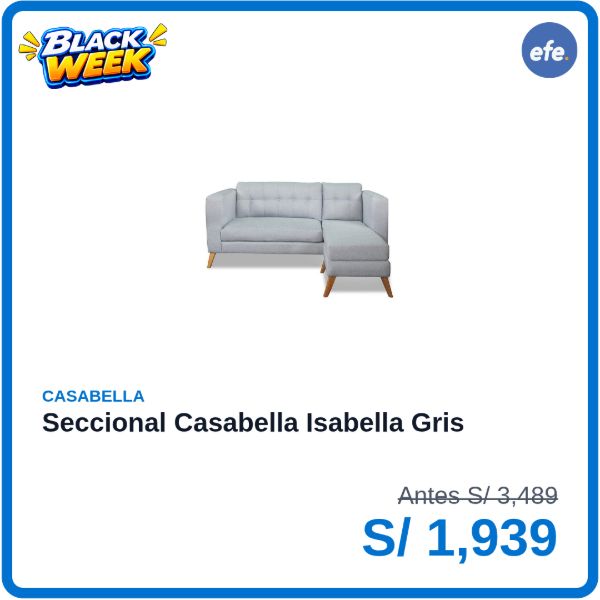 BLACK
WEEK
efe.
CASABELLA
Seccional Casabella Isabella Gris
Antes S/ 3,489
S/ 1,939